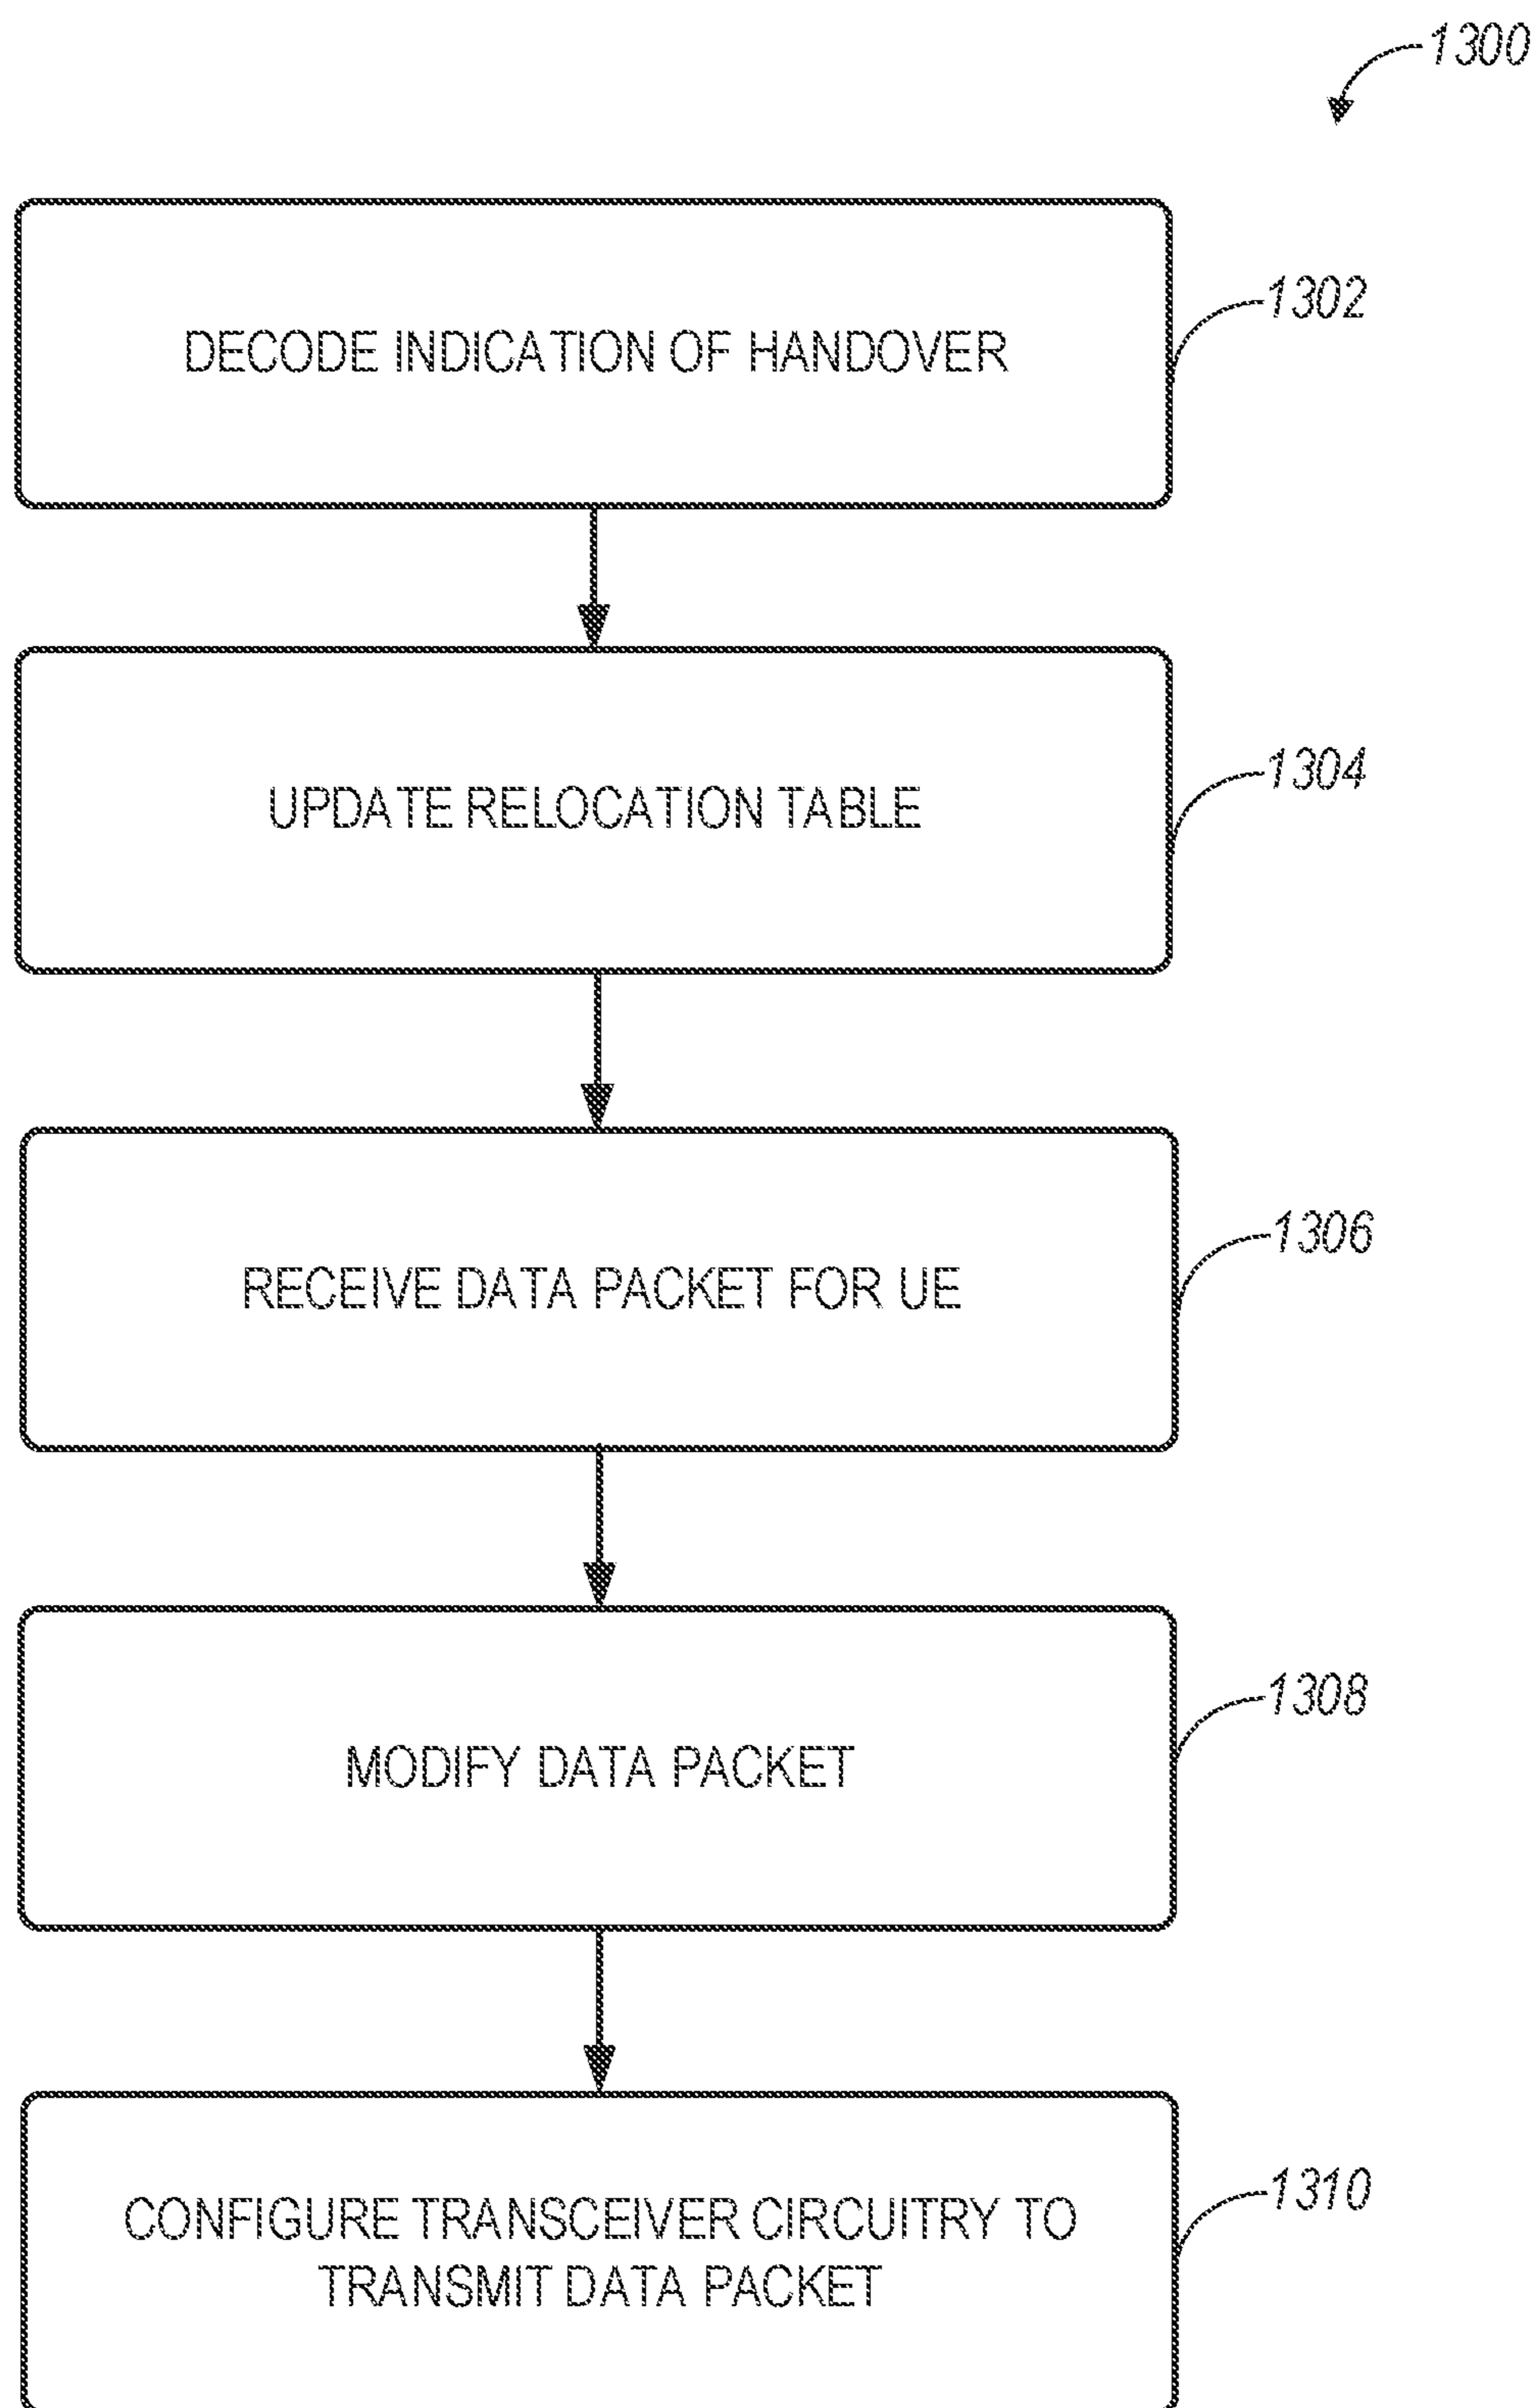 1300
DECODE INDICATION OF HANDOVER
1302
UPDATE RELOCATION TABLE
1304
RECEIVE DATA PACKET FOR UE
1306
MODIFY DATA PACKET
1308
CONFIGURE TRANSCEIVER CIRCUITRY TO
TRANSMIT DATA PACKET
1310